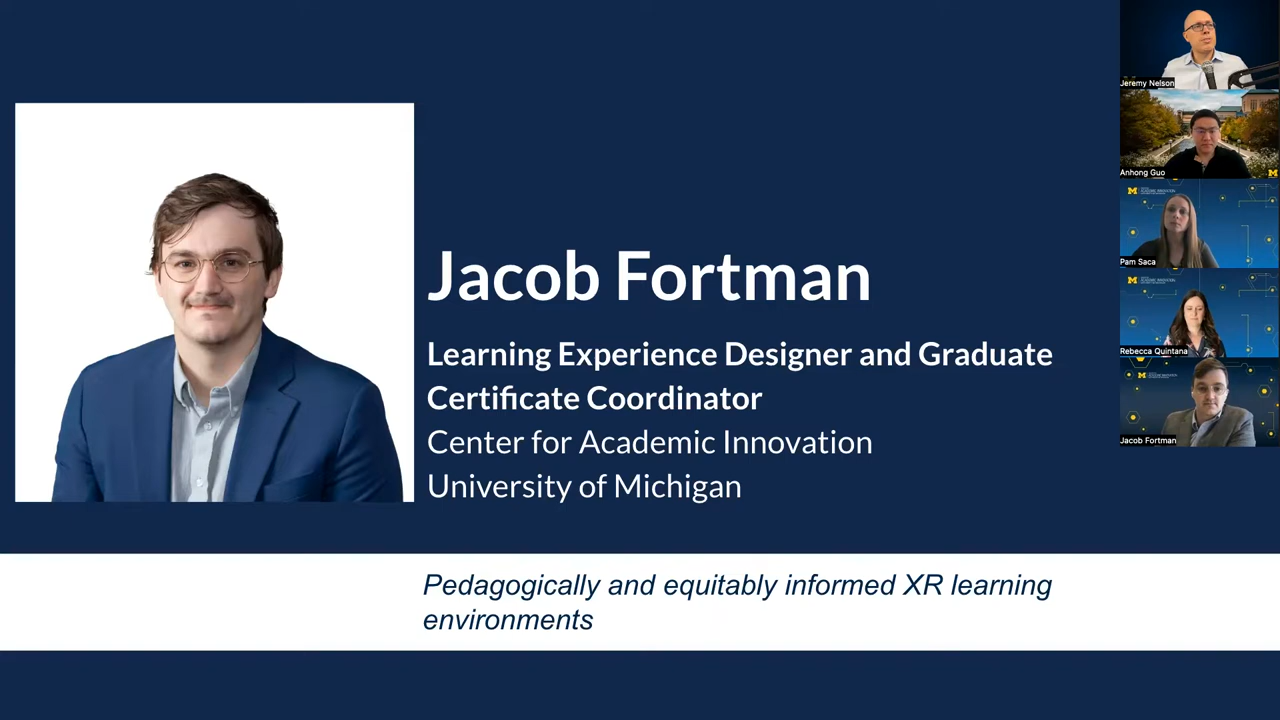 Jacob Fortman
Learning Experience Designer and Graduate
Certificate Coordinator
Center for Academic Innovation
University of Michigan
Pedagogically and equitably informed XR learning
environments
Jeremy Nelson
Anhong Guo
Pam Saca
Rebecca Quintana
Jacob Fortman